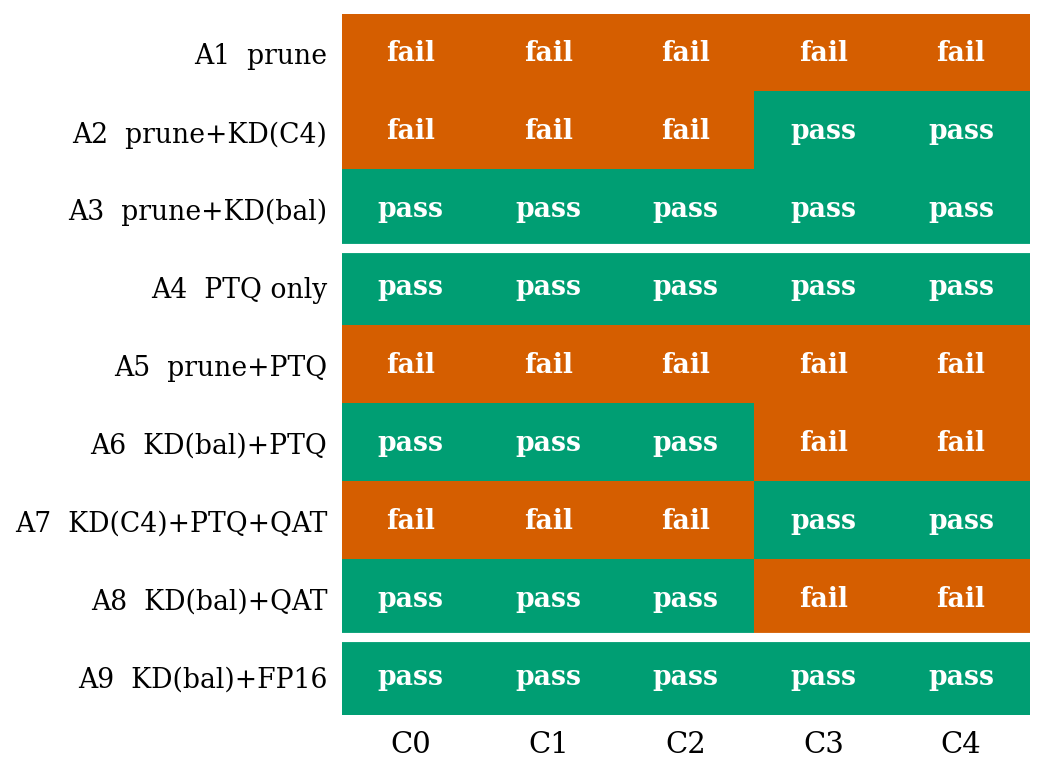 A1 prune fail fail fail fail fail
A2 prune+KD(C4) fail fail fail pass pass
A3 prune+KD(bal) pass pass pass pass pass
A4 PTQ only pass pass pass pass pass
A5 prune+PTQ fail fail fail fail fail
A6 KD(bal)+PTQ pass pass pass fail fail
A7 KD(C4)+PTQ+QAT fail fail fail pass pass
A8 KD(bal)+QAT pass pass pass fail fail
A9 KD(bal)+FP16 pass pass pass pass pass
C0 C1 C2 C3 C4